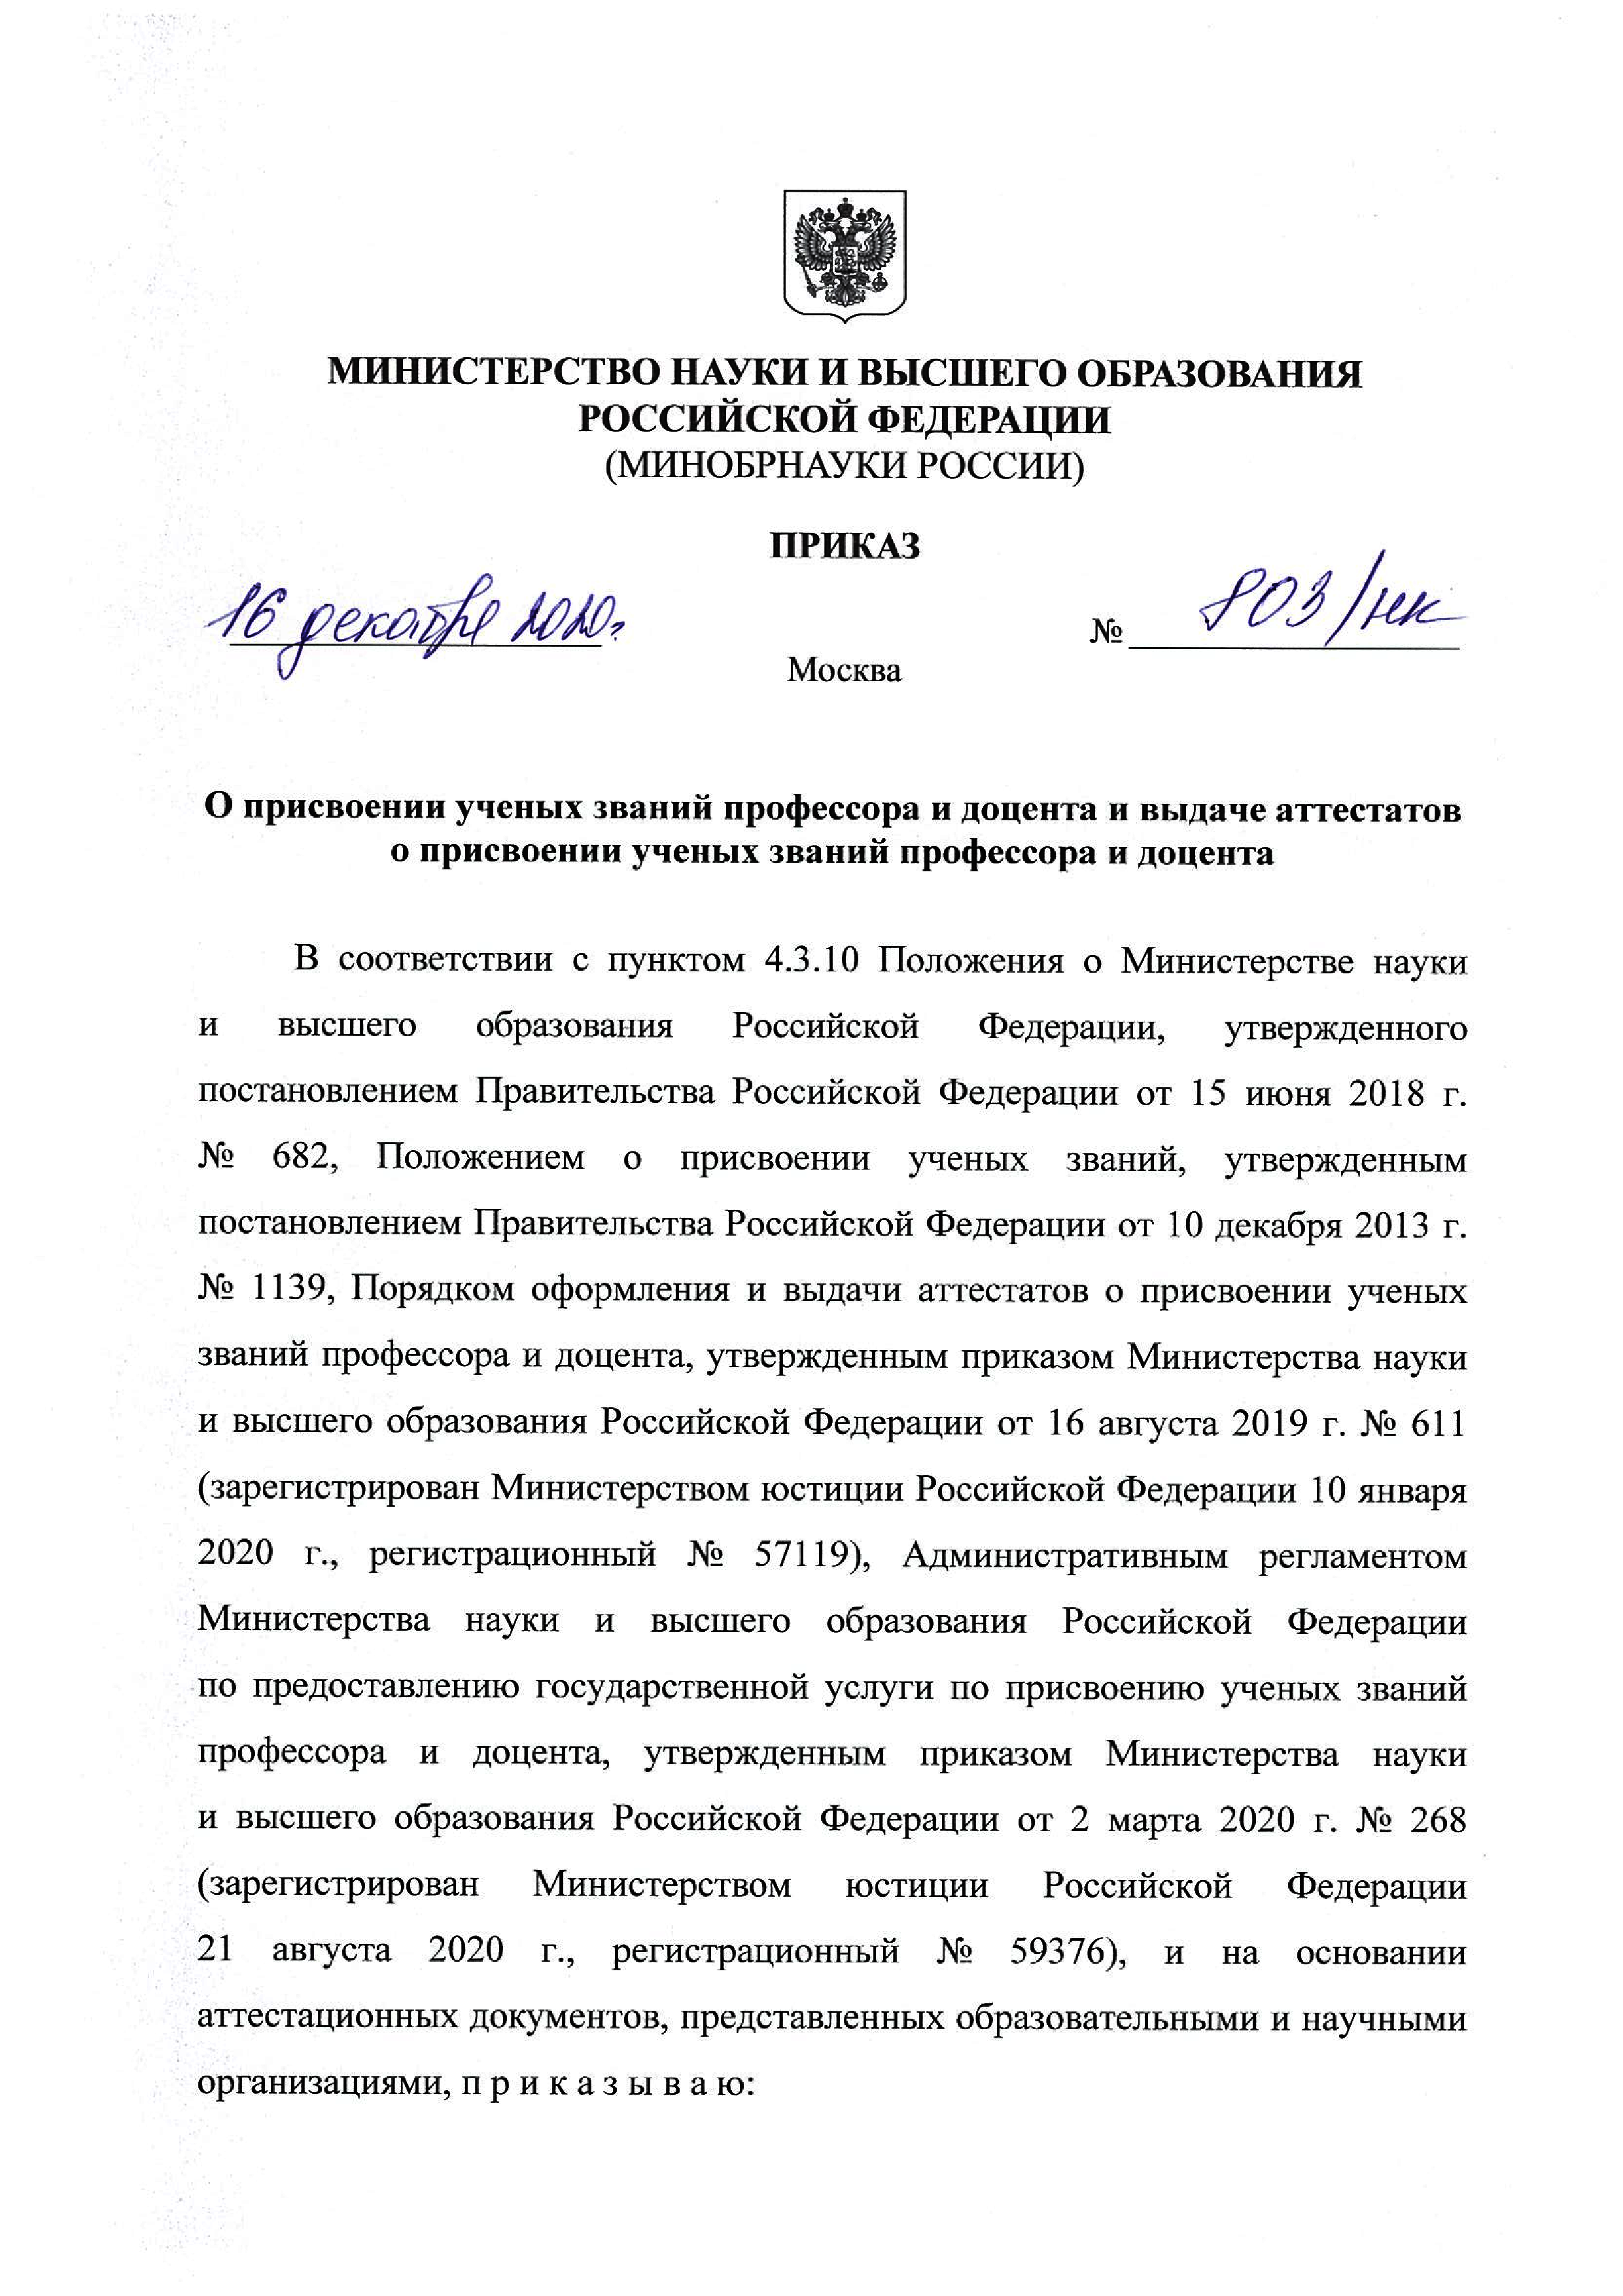 МИНИСТЕРСТВО НАУКИ И ВЫСШЕГО ОБРАЗОВАНИЯ
РОССИЙСКОЙ ФЕДЕРАЦИИ
(МИНОБРНАУКИ РОССИИ)
ПРИКАЗ
16 декабря 2020г.
№ 803/нк
Москва
О присвоении ученых званий профессора и доцента и выдаче аттестатов
о присвоении ученых званий профессора и доцента
В соответствии с пунктом 4.3.10 Положения о Министерстве науки
и высшего образования Российской Федерации, утвержденного
постановлением Правительства Российской Федерации от 15 июня 2018 г.
№ 682, Положением о присвоении ученых званий, утвержденным
постановлением Правительства Российской Федерации от 10 декабря 2013 г.
№ 1139, Порядком оформления и выдачи аттестатов о присвоении ученых
званий профессора и доцента, утвержденным приказом Министерства науки
и высшего образования Российской Федерации от 16 августа 2019 г. № 611
(зарегистрирован Министерством юстиции Российской Федерации 10 января
2020 г., регистрационный № 57119), Административным регламентом
Министерства науки и высшего образования Российской Федерации
по предоставлению государственной услуги по присвоению ученых званий
профессора и доцента, утвержденным приказом Министерства науки
и высшего образования Российской Федерации от 2 марта 2020 г. № 268
(зарегистрирован Министерством юстиции Российской Федерации
21 августа 2020 г., регистрационный № 59376), и на основании
аттестационных документов, представленных образовательными и научными
организациями, п р и к а з ы в а ю: